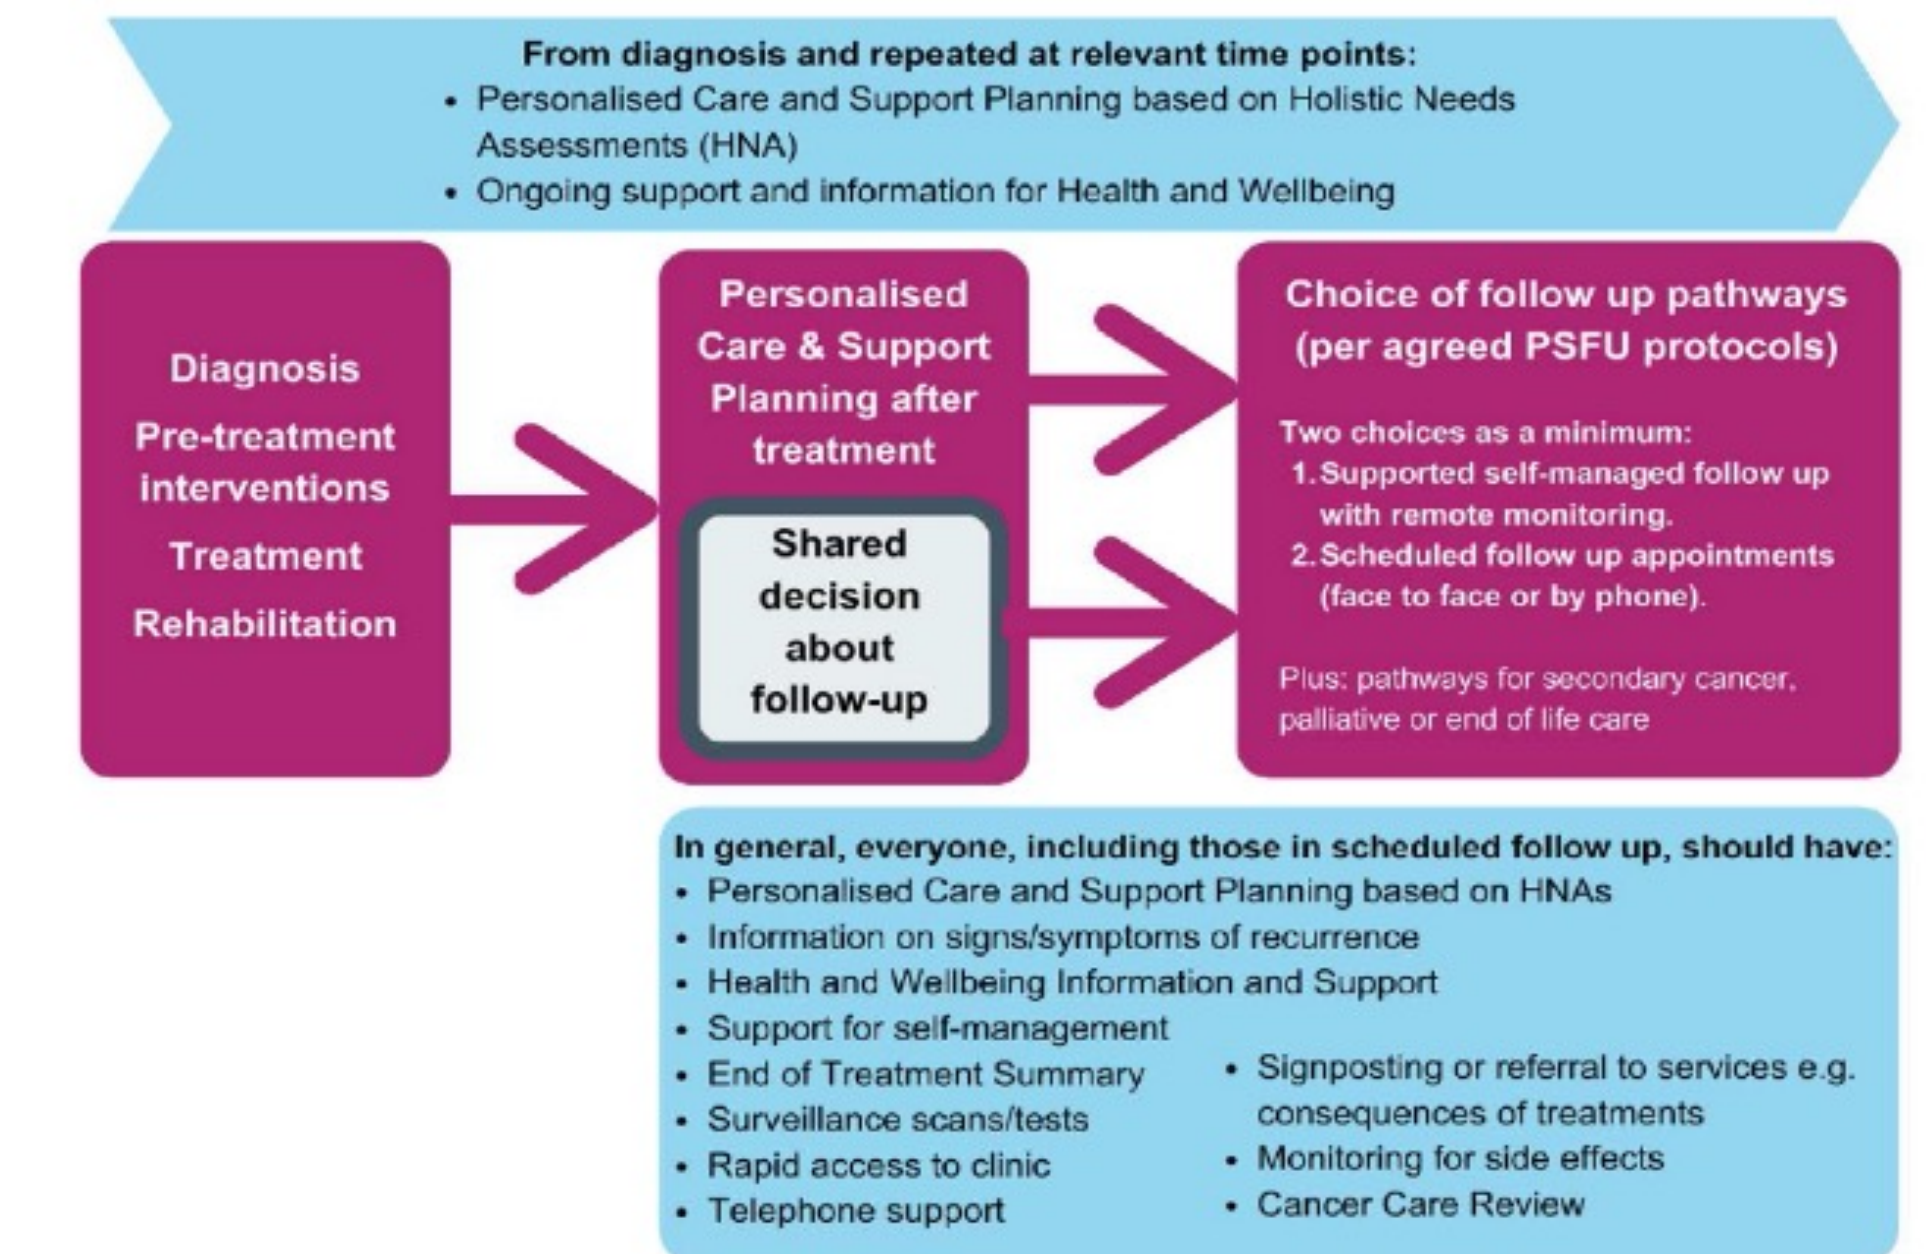 From diagnosis and repeated at relevant time points:
• Personalised Care and Support Planning based on Holistic Needs
Assessments (HNA)
• Ongoing support and information for Health and Wellbeing
Diagnosis
Pre-treatment
interventions
Treatment
Rehabilitation
Personalised
Care & Support
Planning after
treatment
Shared
decision
about
follow-up
Choice of follow up pathways
(per agreed PSFU protocols)
Two choices as a minimum:
1. Supported self-managed follow up
with remote monitoring.
2. Scheduled follow up appointments
(face to face or by phone).
Plus: pathways for secondary cancer,
palliative or end of life care
In general, everyone, including those in scheduled follow up, should have:
• Personalised Care and Support Planning based on HNAs
• Information on signs/symptoms of recurrence
• Health and Wellbeing Information and Support
• Support for self-management
• End of Treatment Summary
• Surveillance scans/tests
• Rapid access to clinic
• Telephone support
• Signposting or referral to services e.g.
consequences of treatments
• Monitoring for side effects
• Cancer Care Review